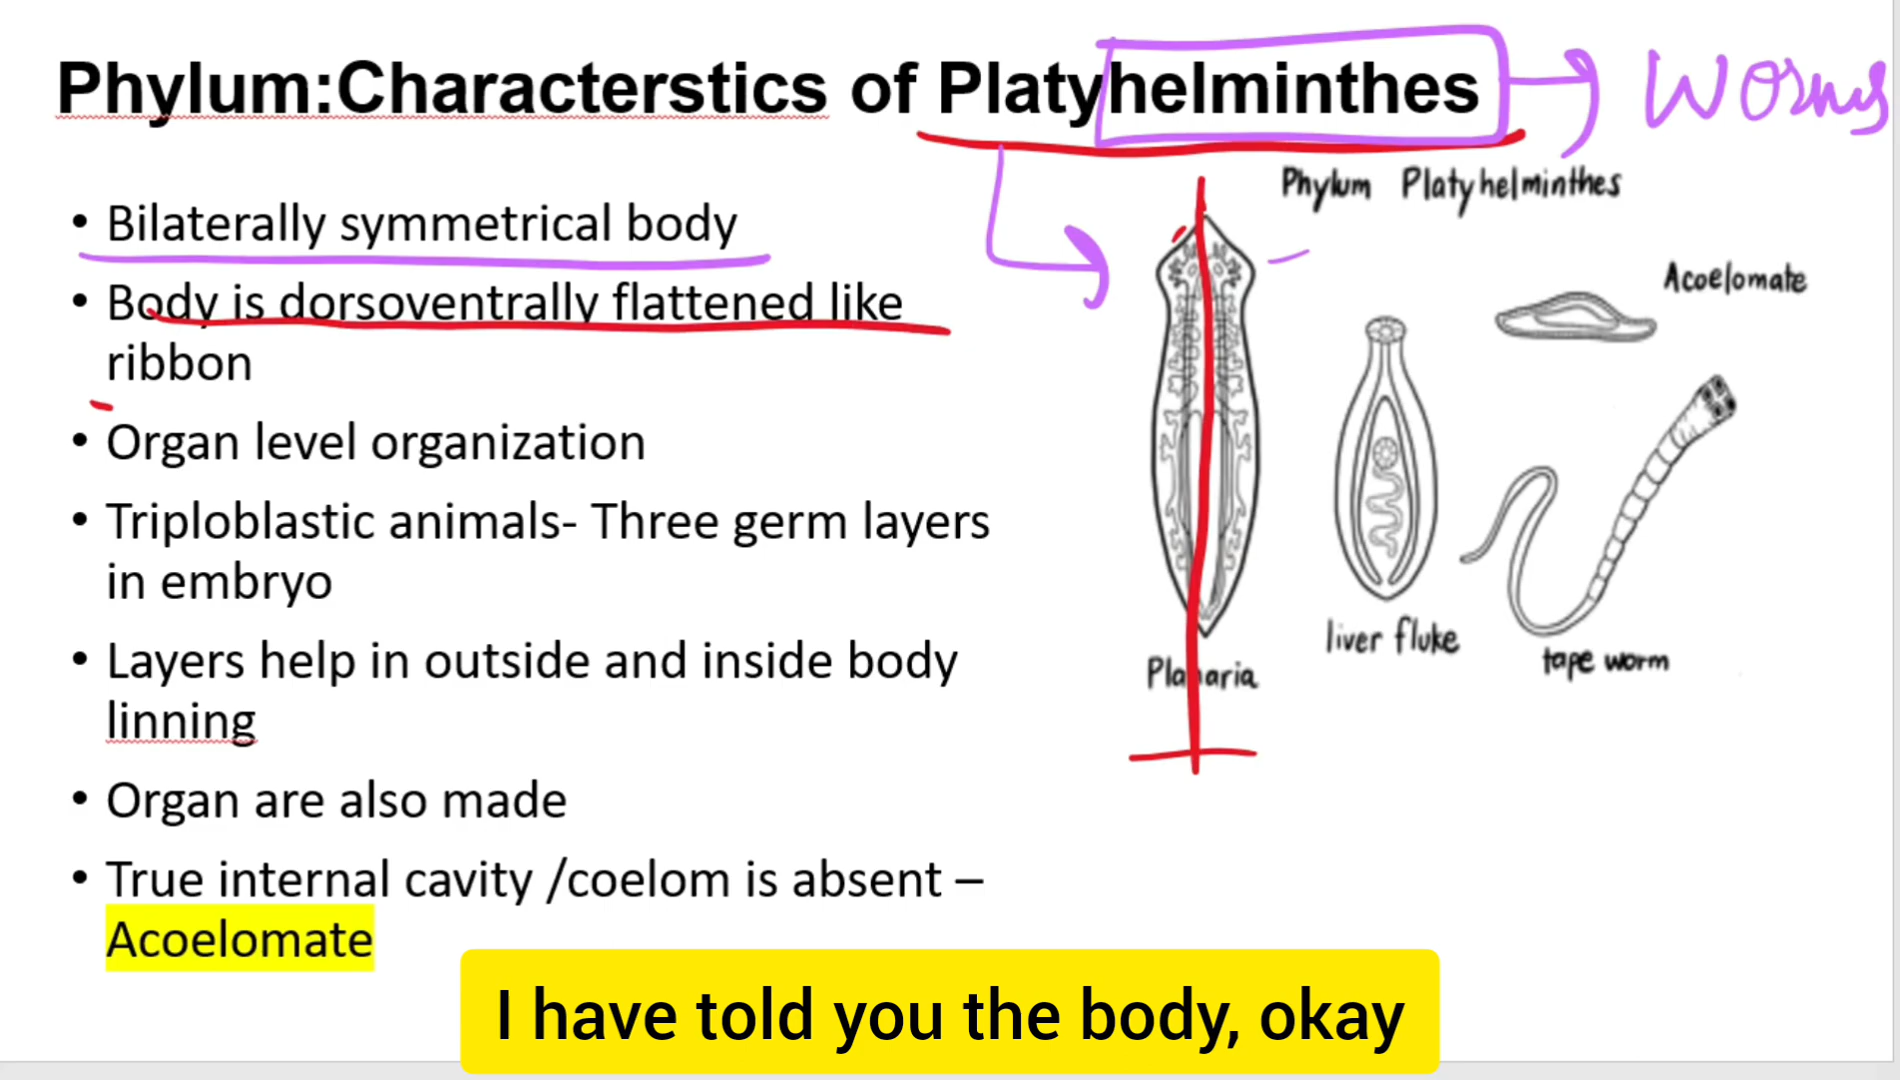 Phylum:Characterstics of Platyhelminthes
Worms
• Bilaterally symmetrical body
• Body is dorsoventrally flattened like
ribbon
• Organ level organization
• Triploblastic animals- Three germ layers
in embryo
• Layers help in outside and inside body
linning
• Organ are also made
• True internal cavity /coelom is absent –
Acoelomate
Phylum Platyhelminthes
Acoelomate
Planaria
liver fluke
tape worm
I have told you the body, okay